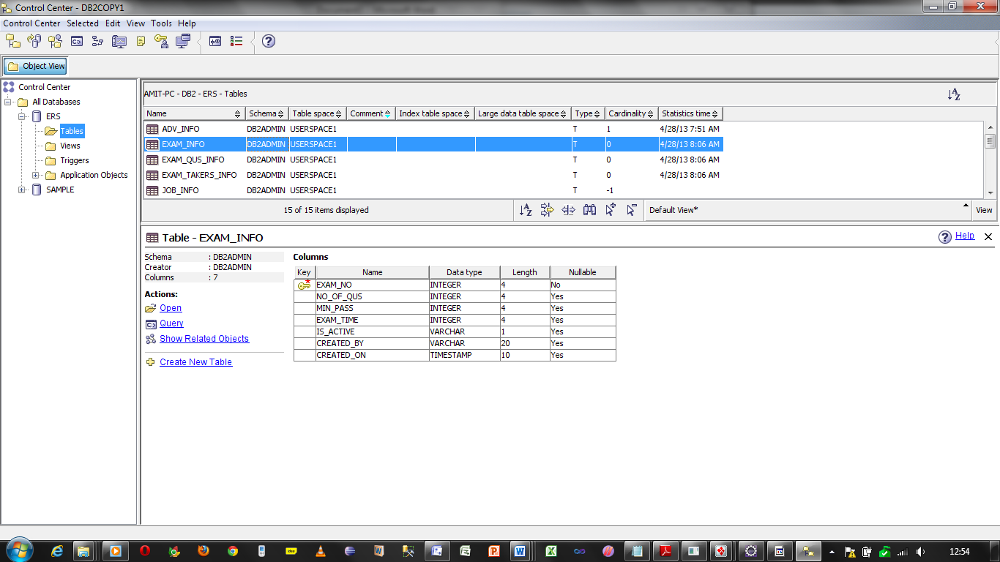 Control Center - DB2COPY1
Control Center Selected Edit View Tools Help
Object View
Control Center
All Databases
ERS
Tables
Views
Triggers
Application Objects
SAMPLE
AMIT-PC - DB2 - ERS - Tables
Name Schema Table space Comment Index table space Large data table space Type Cardinality Statistics time
ADV_INFO DB2ADMIN USERSPACE1 T 1 4/28/13 7:51 AM
EXAM_INFO DB2ADMIN USERSPACE1 T 0 4/28/13 8:06 AM
EXAM_QUS_INFO DB2ADMIN USERSPACE1 T 0 4/28/13 8:06 AM
EXAM_TAKERS_INFO DB2ADMIN USERSPACE1 T 0 4/28/13 8:06 AM
JOB_INFO DB2ADMIN USERSPACE1 T -1
15 of 15 items displayed Default View* View
Table - EXAM_INFO Help
Schema : DB2ADMIN
Creator : DB2ADMIN
Columns : 7
Actions:
Open
Query
Show Related Objects
Create New Table
Columns
Key Name Data type Length Nullable
EXAM_NO INTEGER 4 No
NO_OF_QUS INTEGER 4 Yes
MIN_PASS INTEGER 4 Yes
EXAM_TIME INTEGER 4 Yes
IS_ACTIVE VARCHAR 1 Yes
CREATED_BY VARCHAR 20 Yes
CREATED_ON TIMESTAMP 10 Yes
12:54